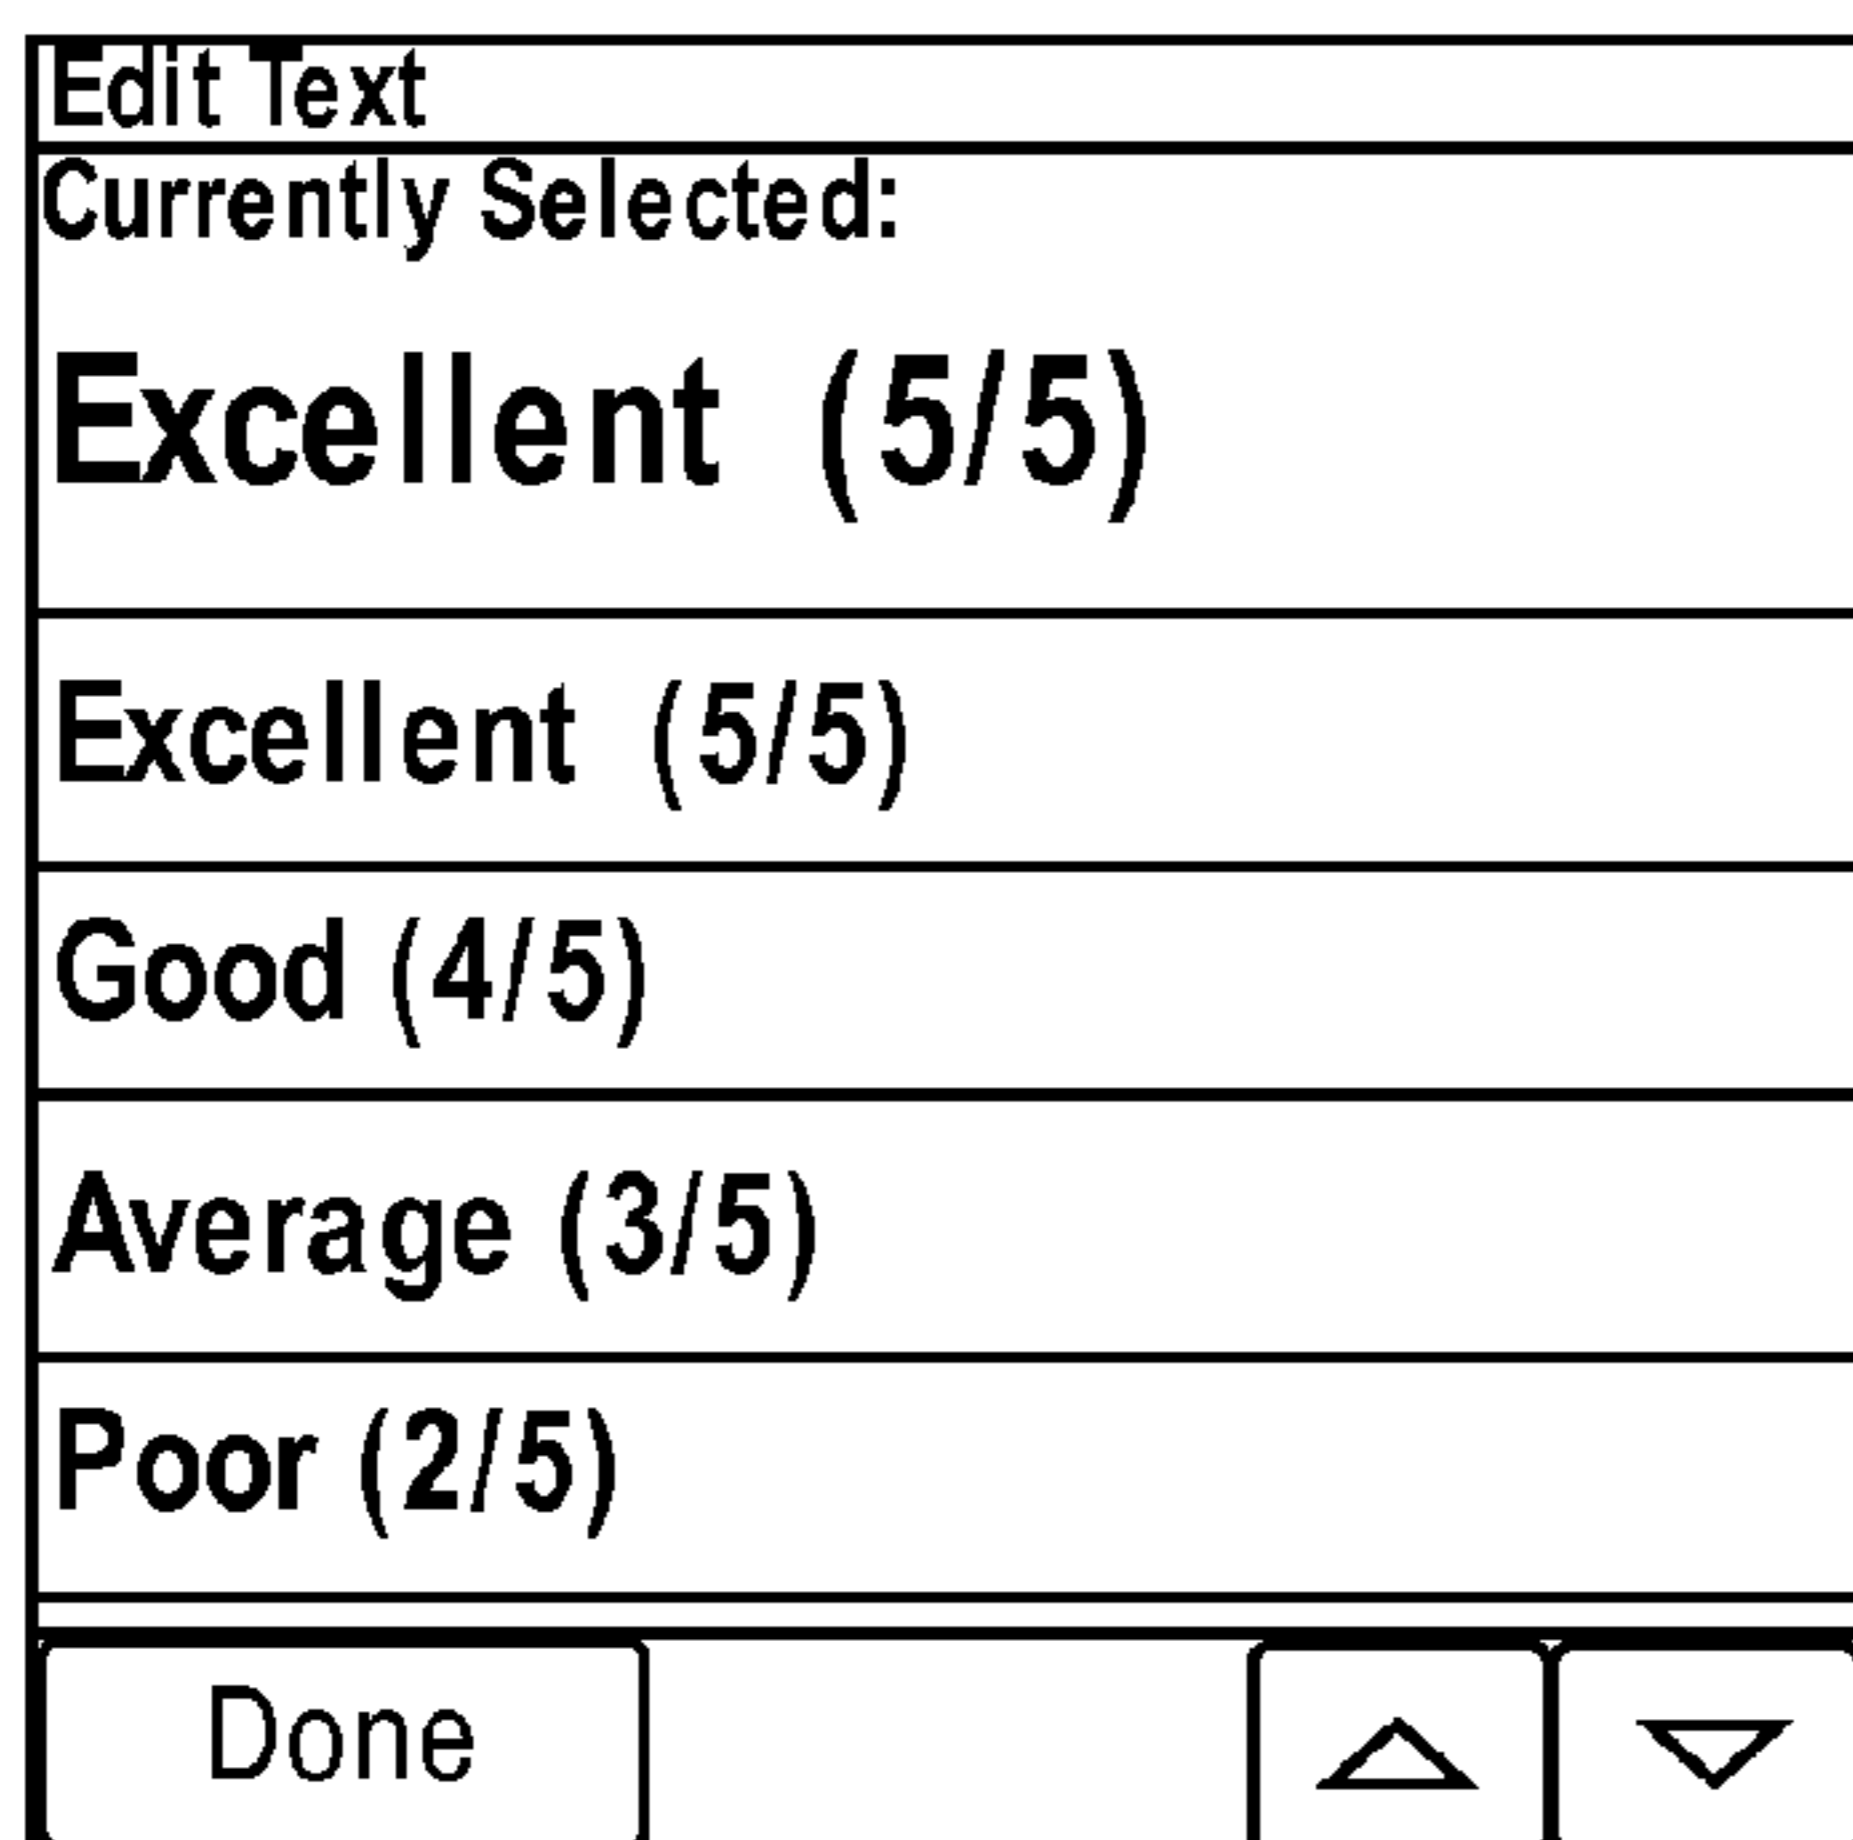 Edit Text
Currently Selected:
Excellent (5/5)
Excellent (5/5)
Good (4/5)
Average (3/5)
Poor (2/5)
Done